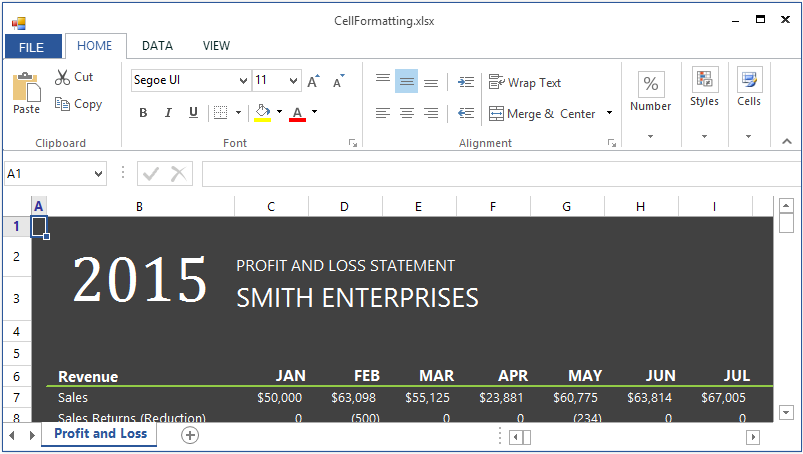 CellFormatting.xlsx
FILE HOME DATA VIEW
Paste
Cut
Copy
Clipboard
Segoe UI 11 A A
B I U A
Font
Wrap Text
Merge & Center
Alignment
%
Number
Styles
Cells
A1
A B C D E F G H I
1
2 2015 PROFIT AND LOSS STATEMENT
3 SMITH ENTERPRISES
4
5
6 Revenue JAN FEB MAR APR MAY JUN JUL
7 Sales $50,000 $63,098 $55,125 $23,881 $60,775 $63,814 $67,005
8 Sales Returns (Reduction) 0 (500) 0 0 (234) 0 0
Profit and Loss